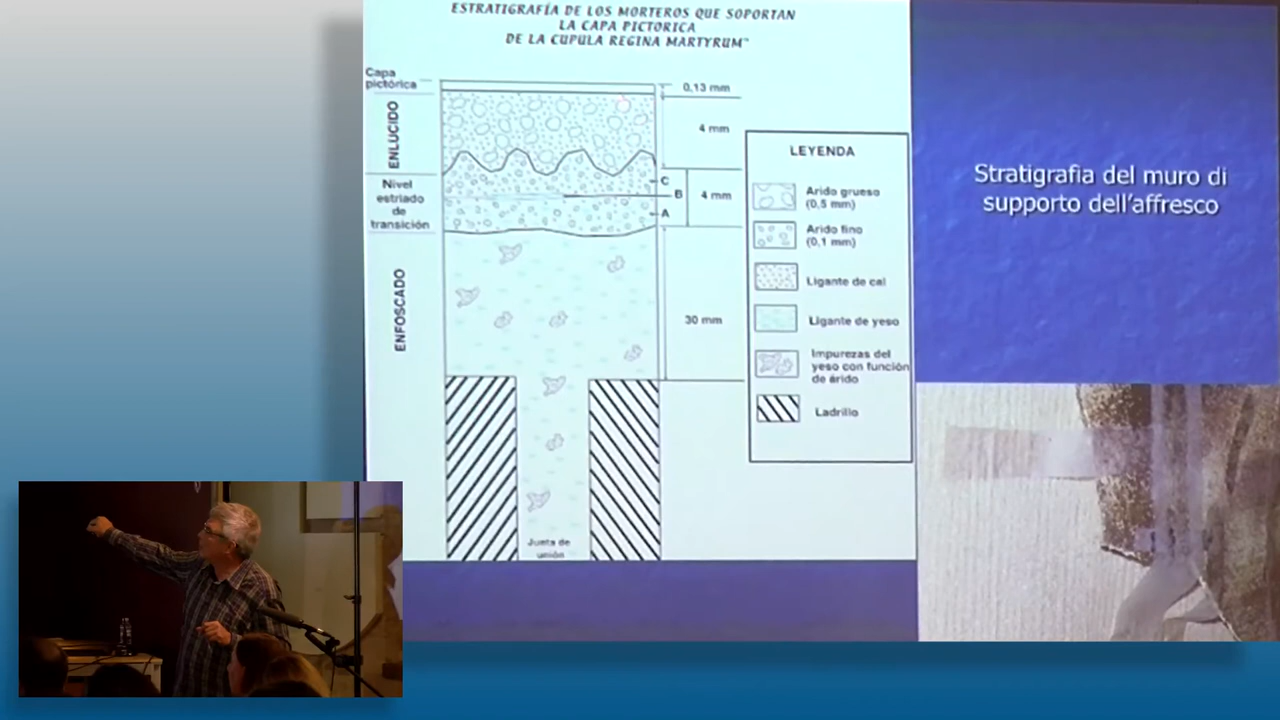 ESTRATIGRAFÍA DE LOS MORTEROS QUE SOPORTAN
LA CAPA PICTORICA
DE LA CUPULA REGINA MARTYRUM"
Capa
pictórica
ENLUCIDO
Nivel
estriado
de
transición
ENFOSCADO
0,13 mm
4 mm
C
B
A
4 mm
30 mm
Junta de
unión
LEYENDA
Arido grueso
(0,5 mm)
Arido fino
(0,1 mm)
Ligante de cal
Ligante de yeso
Impurezas del
yeso con función
de árido
Ladrillo
Stratigrafia del muro di
supporto dell'affresco